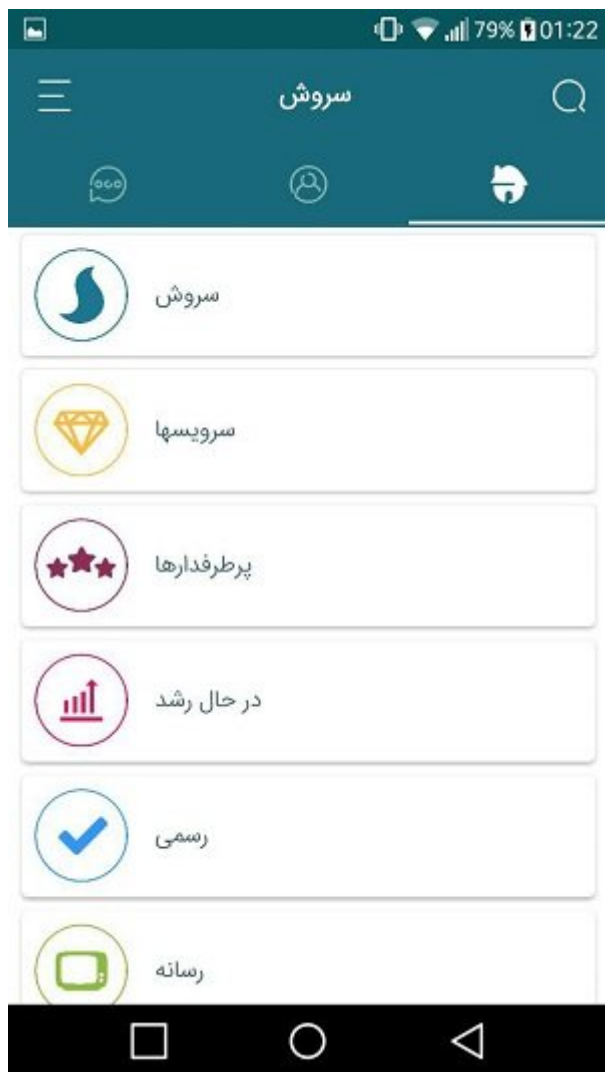 79% 01:22
سروش
سروش
سرویسها
پرطرفدارها
در حال رشد
رسمی
رسانه